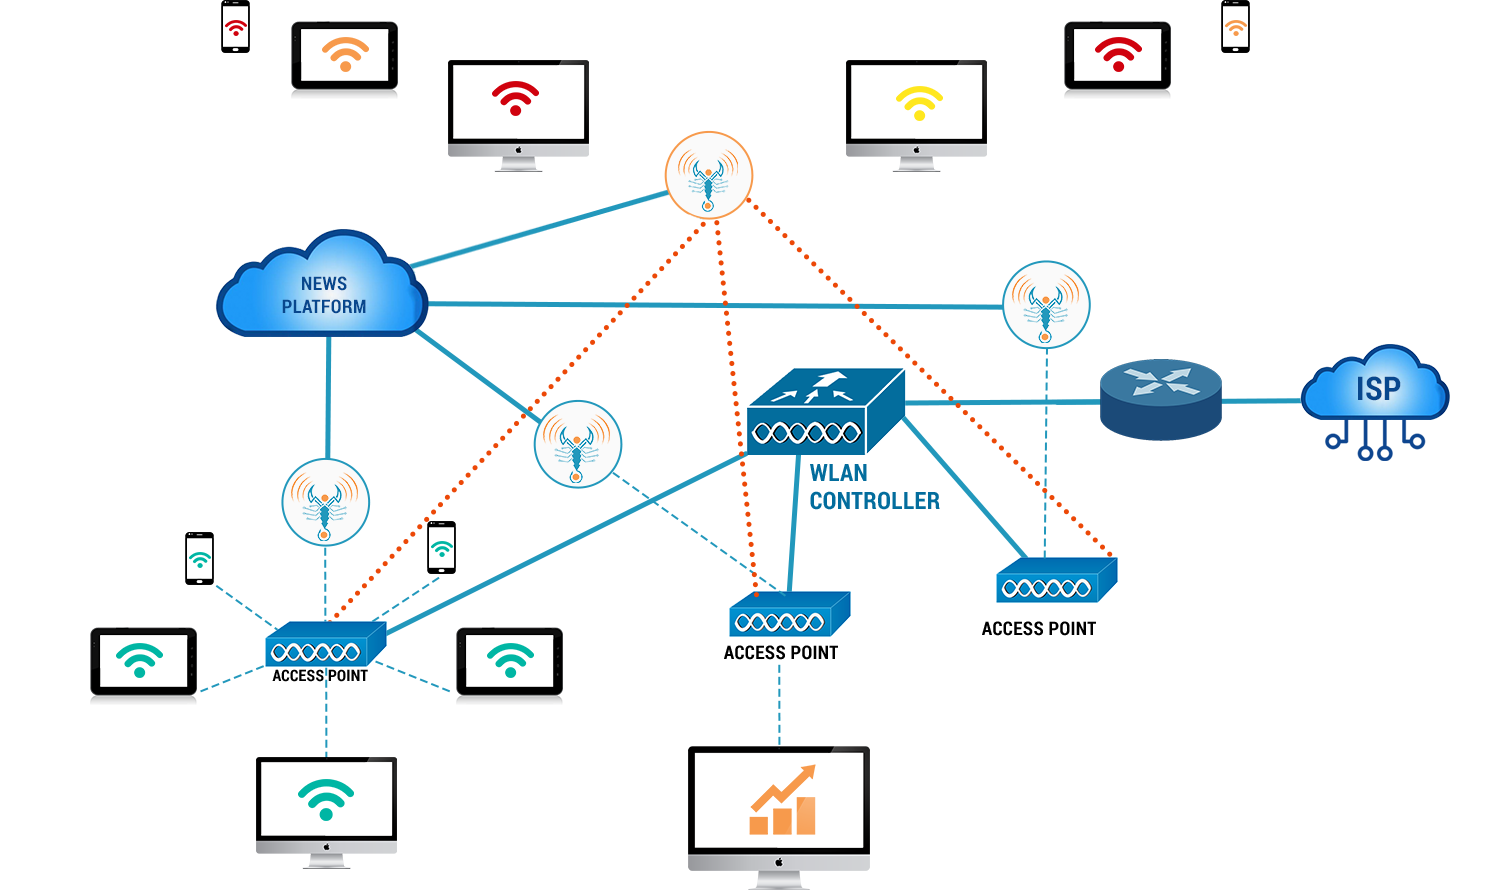 NEWS
PLATFORM
ISP
WLAN
CONTROLLER
ACCESS POINT
ACCESS POINT
ACCESS POINT